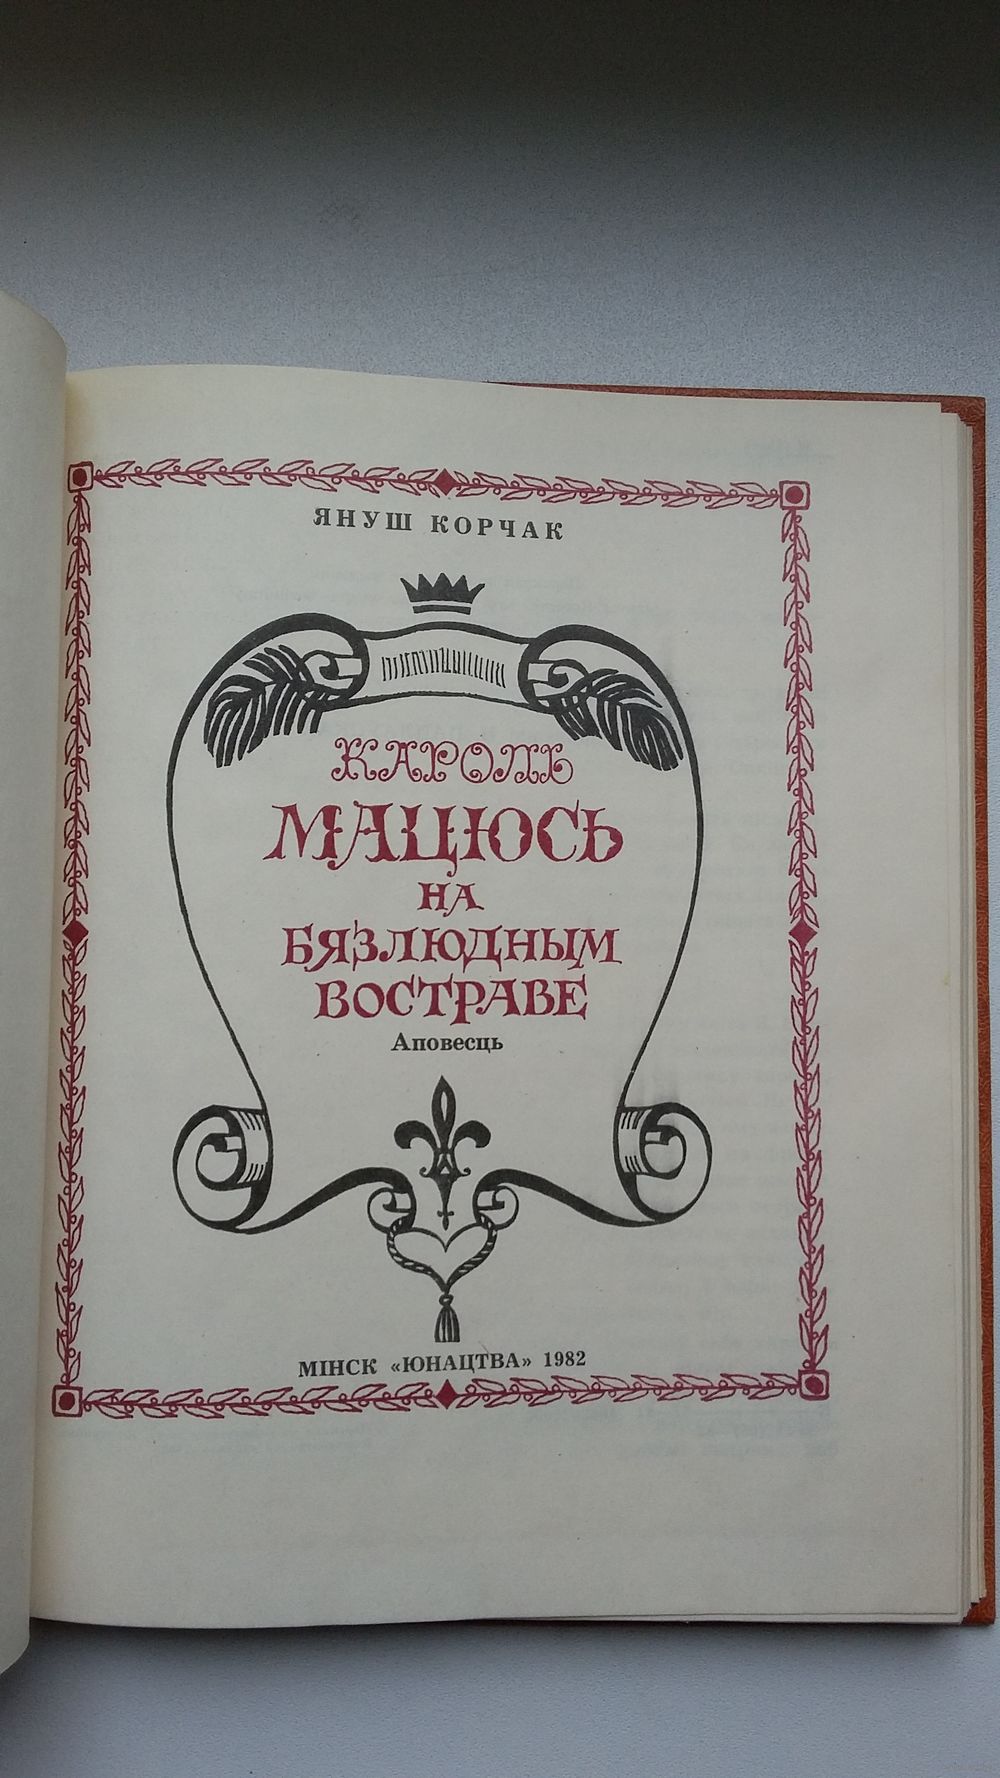 ЯНУШ КОРЧАК
КАРОЛЬ
МАЦЮСЬ
НА
БЯЗЛЮДНЫМ
ВОСТРАВЕ
Аповесць
МІНСК «ЮНАЦТВА» 1982